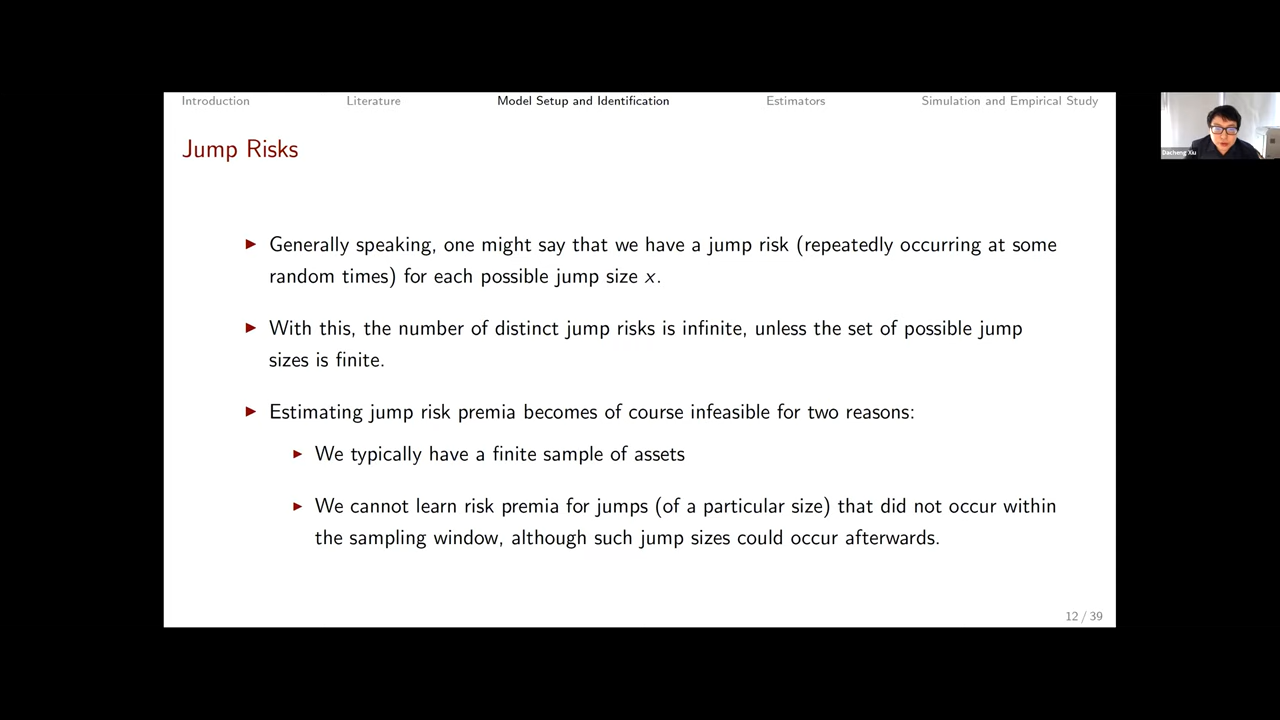 Introduction
Literature
Model Setup and Identification
Estimators
Simulation and Empirical Study
Jump Risks
Dacheng Xiu
▶ Generally speaking, one might say that we have a jump risk (repeatedly occurring at some
random times) for each possible jump size x.
▶ With this, the number of distinct jump risks is infinite, unless the set of possible jump
sizes is finite.
▶ Estimating jump risk premia becomes of course infeasible for two reasons:
▶ We typically have a finite sample of assets
▶ We cannot learn risk premia for jumps (of a particular size) that did not occur within
the sampling window, although such jump sizes could occur afterwards.
12 / 39